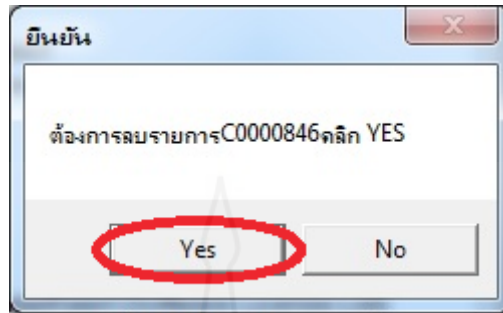 ยืนยัน
ต้องการลบรายการC0000846คลิก YES
Yes No